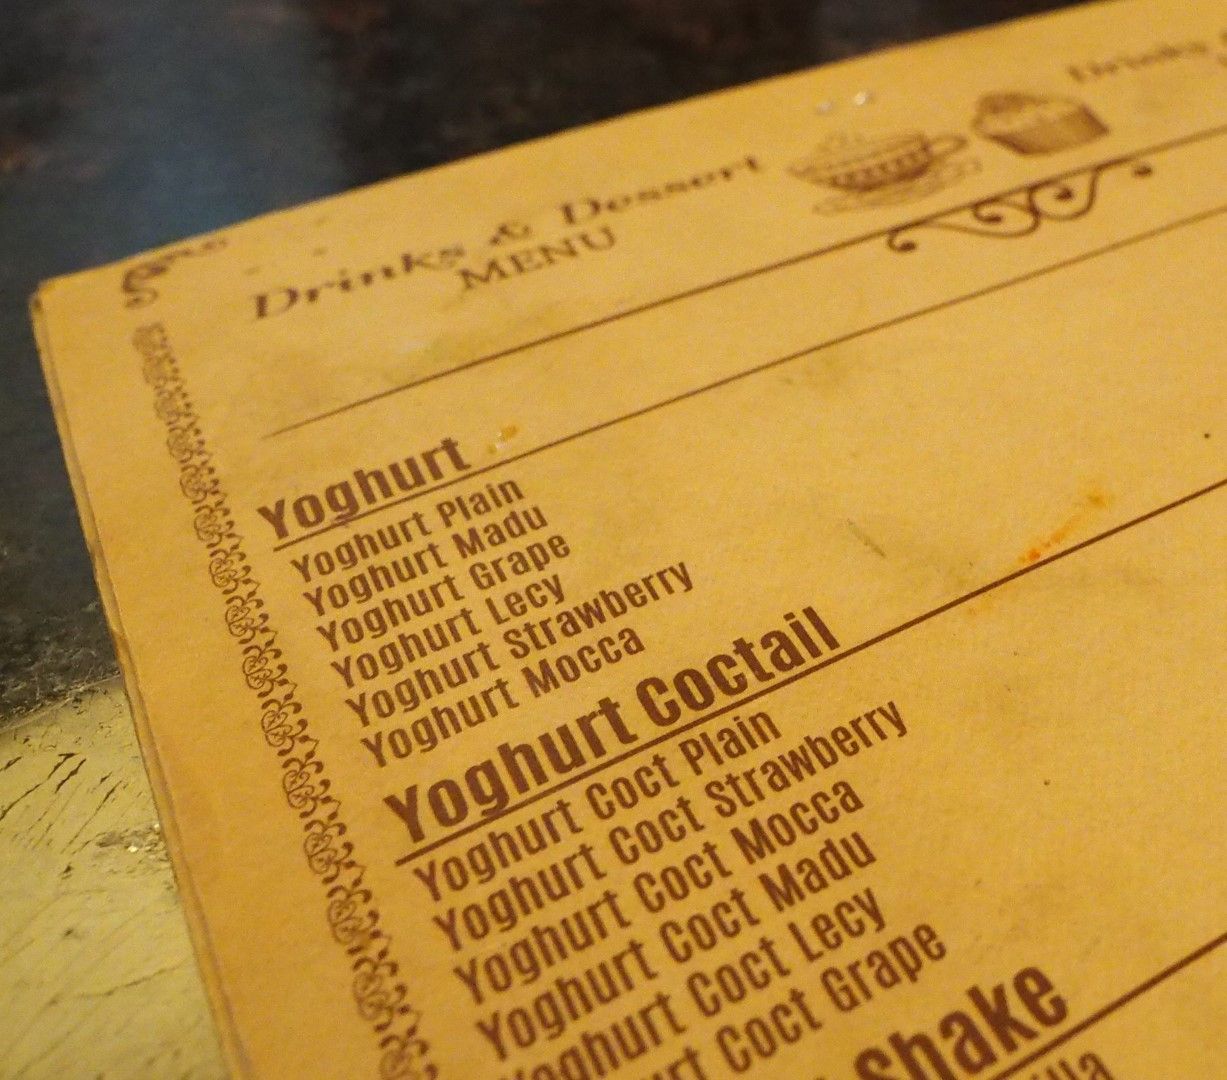 Drinks & Dessert
MENU
Drinks
Yoghurt
Yoghurt Plain
Yoghurt Madu
Yoghurt Grape
Yoghurt Lecy
Yoghurt Strawberry
Yoghurt Mocca
Yoghurt Coctail
Yoghurt Coct Plain
Yoghurt Coct Strawberry
Yoghurt Coct Mocca
Yoghurt Coct Madu
Yoghurt Coct Lecy
Coct Grape
Shake